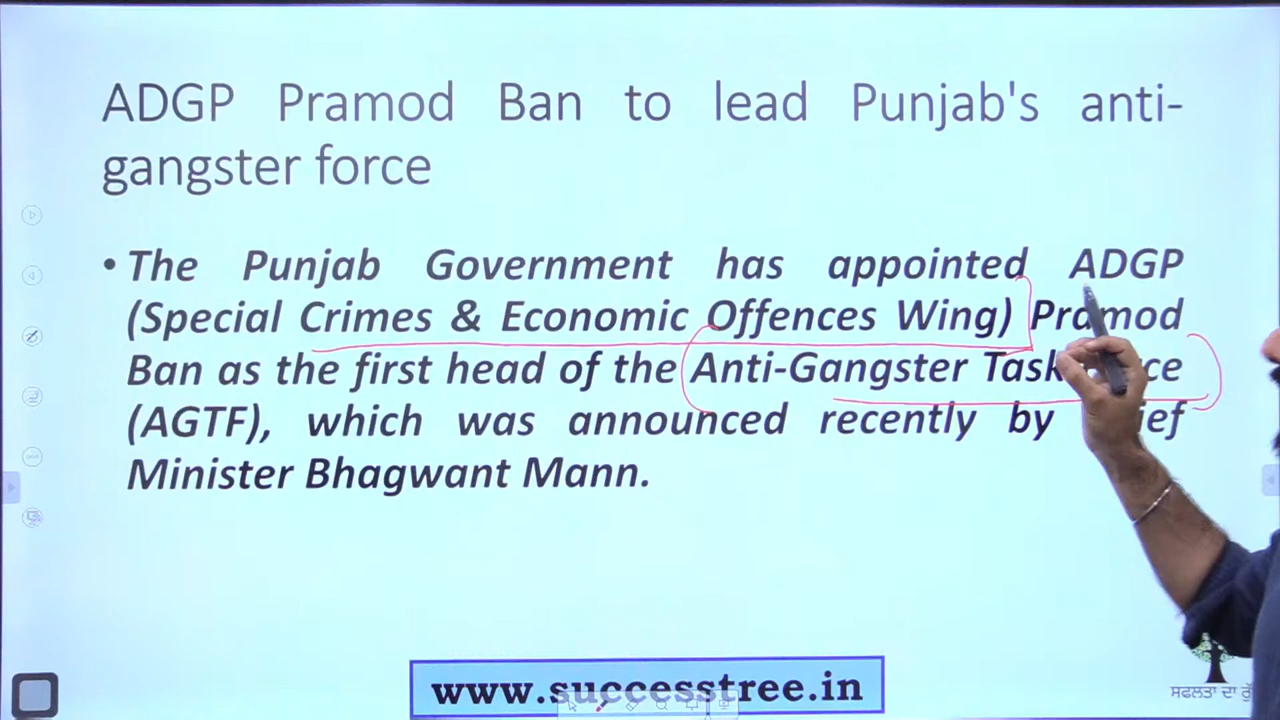 ADGP Pramod Ban to lead Punjab's anti-
gangster force
• The Punjab Government has appointed ADGP
(Special Crimes & Economic Offences Wing) Pramod
Ban as the first head of the Anti-Gangster Task
(AGTF), which was announced recently by
Minister Bhagwant Mann.
www.successtree.in
ਸਫਲਤਾ ਦਾ